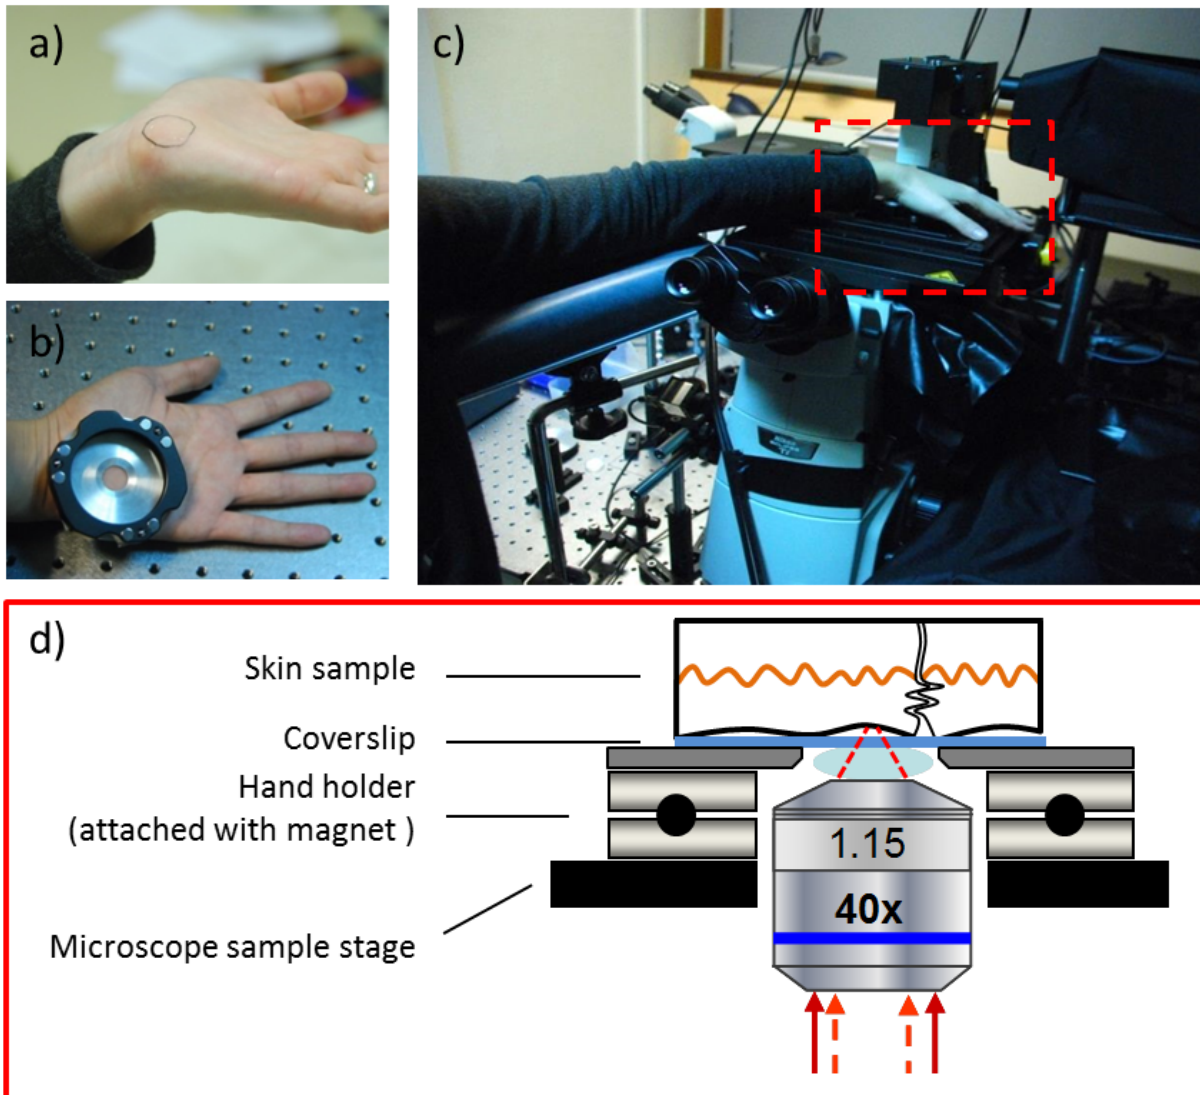 a)
b)
c)
d)
Skin sample
Coverslip
Hand holder
(attached with magnet )
Microscope sample stage
1.15
40x